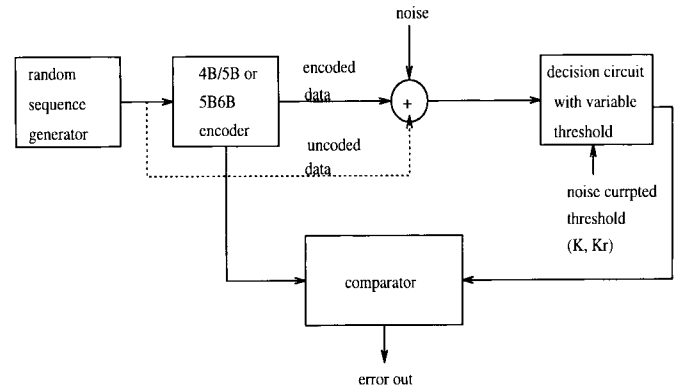 noise
random
sequence
generator
4B/5B or
5B6B
encoder
encoded
data
+
decision circuit
with variable
threshold
uncoded
data
noise currpted
threshold
(K, Kr)
comparator
error out